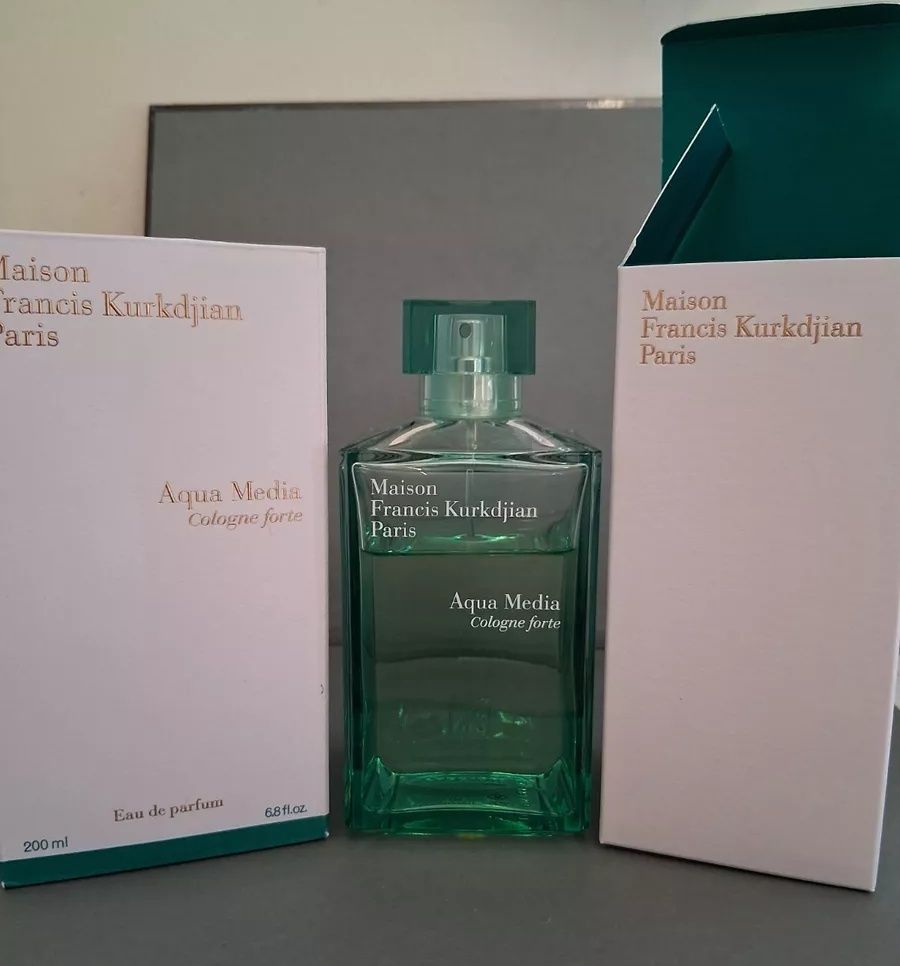 Maison
Francis Kurkdjian
Paris
Aqua Media
Cologne forte
Eau de parfum
200 ml
6.8 fl.oz.
Maison
Francis Kurkdjian
Paris
Aqua Media
Cologne forte
Maison
Francis Kurkdjian
Paris